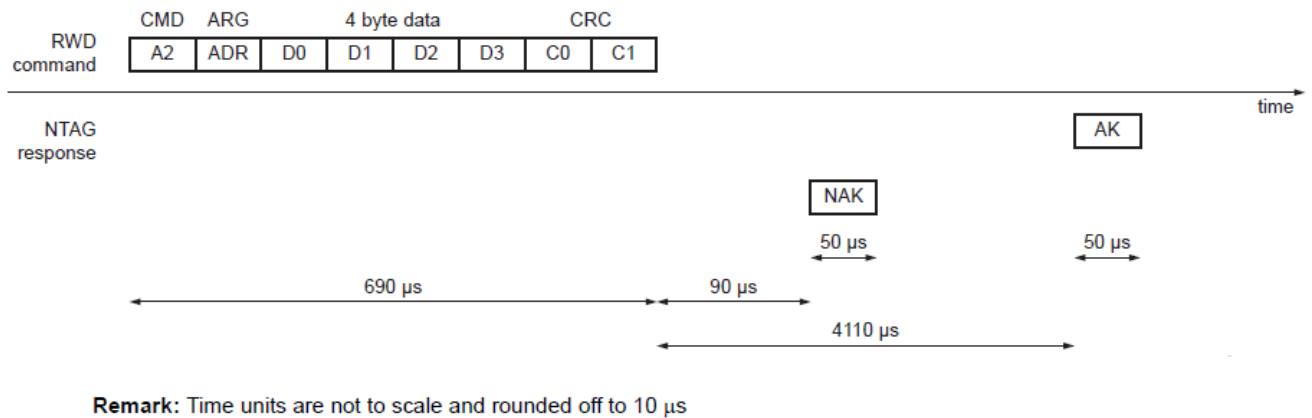 CMD ARG 4 byte data CRC
RWD
command
A2 ADR D0 D1 D2 D3 C0 C1
time
NTAG
response
AK
NAK
50 µs 50 µs
690 µs 90 µs
4110 µs
Remark: Time units are not to scale and rounded off to 10 µs